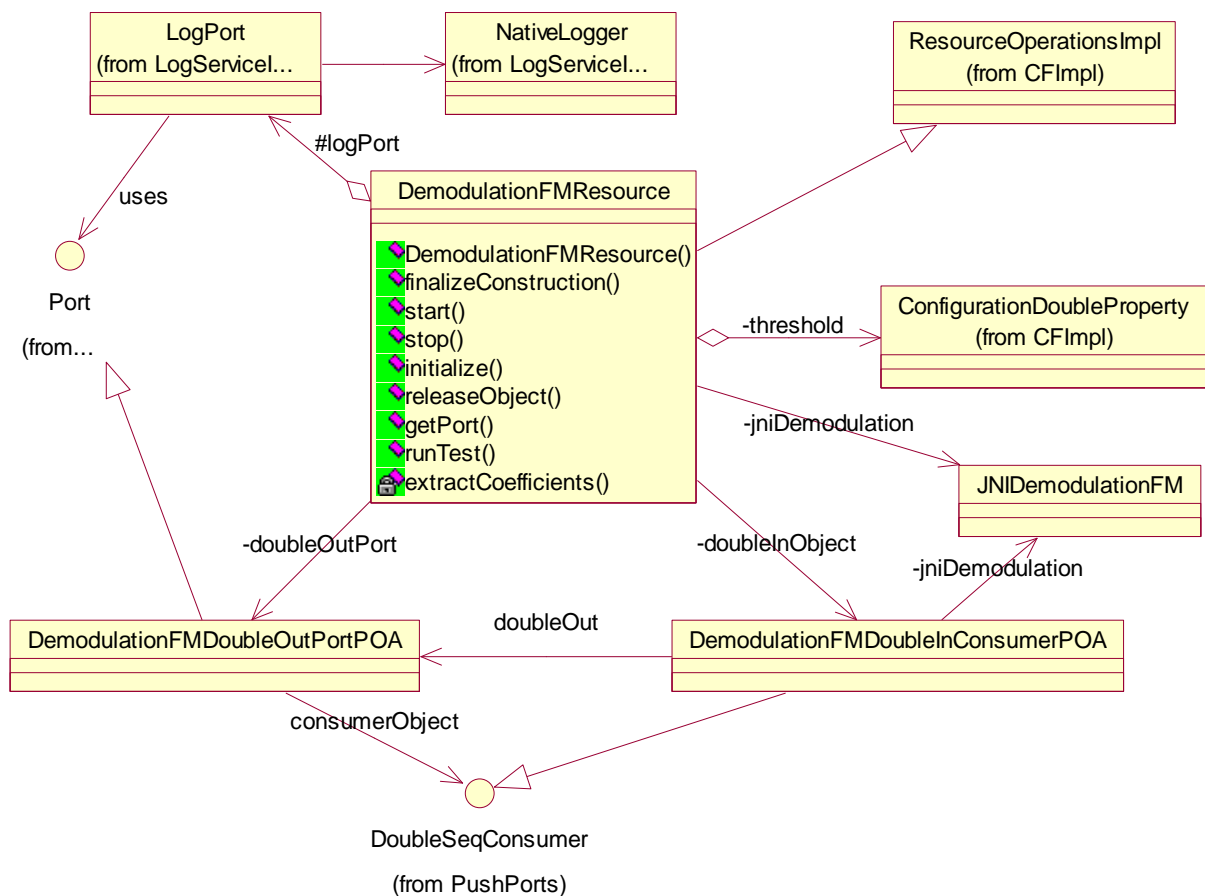 LogPort
(from LogServiceI...
NativeLogger
(from LogServiceI...
ResourceOperationsImpl
(from CFImpl)
#logPort
uses
Port
(from...
DemodulationFMResource
DemodulationFMResource()
finalizeConstruction()
start()
stop()
initialize()
releaseObject()
getPort()
runTest()
extractCoefficients()
-threshold
ConfigurationDoubleProperty
(from CFImpl)
-jniDemodulation
JNIDemodulationFM
-doubleOutPort
-doubleInObject
-jniDemodulation
DemodulationFMDoubleOutPortPOA
doubleOut
DemodulationFMDoubleInConsumerPOA
consumerObject
DoubleSeqConsumer
(from PushPorts)